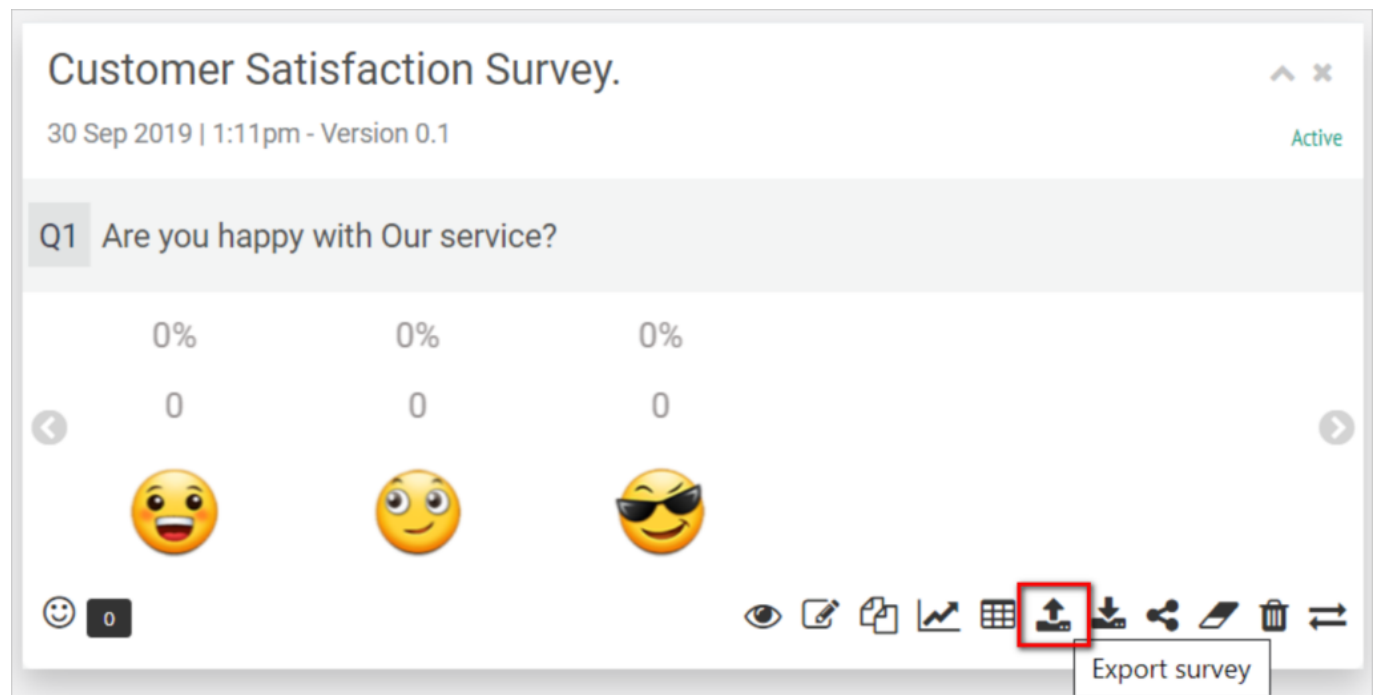 Customer Satisfaction Survey.
30 Sep 2019 | 1:11pm - Version 0.1
Active
Q1 Are you happy with Our service?
0% 0% 0%
0 0 0
0
Export survey